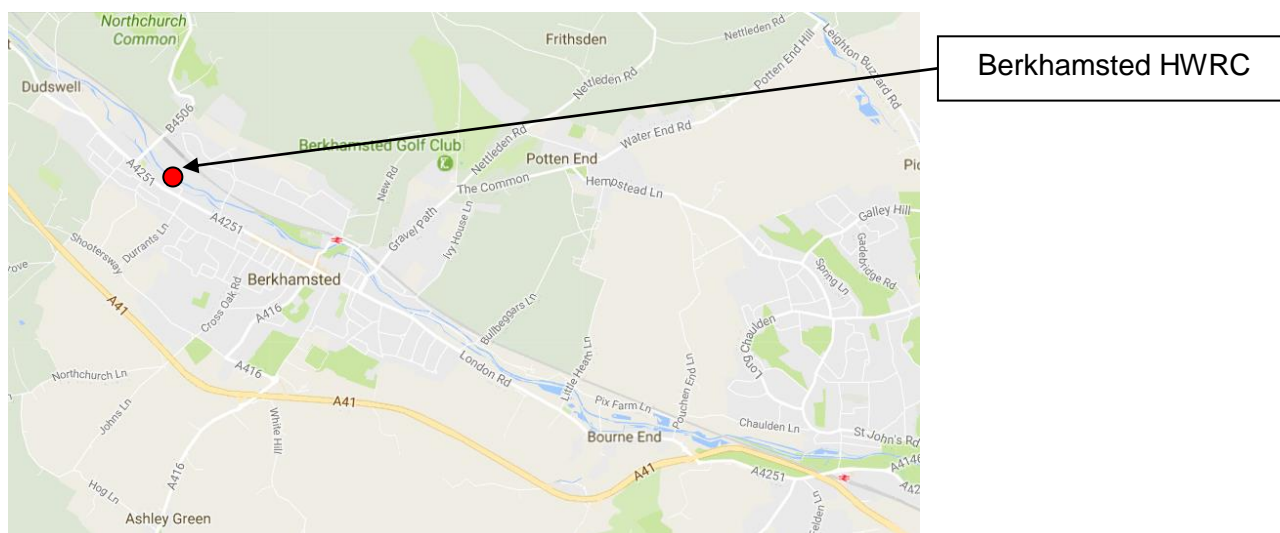 Northchurch
Common
Frithsden
Nettleden Rd
Potten End Hill
Leighton Buzzard Rd
Berkhamsted HWRC
Dudswell
B4506
Nettleden Rd
Berkhamsted Golf Club
Nettleden Rd
Water End Rd
Potten End
A4251
The Common
Hempstead Ln
New Rd
Galley Hill
A4251
Gravel Path
Ivy House Ln
Gadebridge Rd
Shootersway
Durrants Ln
Spring Ln
Berkhamsted
Cross Oak Rd
A41
A416
Bullbeggars Ln
Long Chaulden
London Rd
Little Heath Ln
Pouchen End Ln
Northchurch Ln
A416
A41
Pix Farm Ln
Johns Ln
White Hill
Chaulden Ln
St John's Rd
Bourne End
A4146
A41
A4251
A416
Hog Ln
Ashley Green